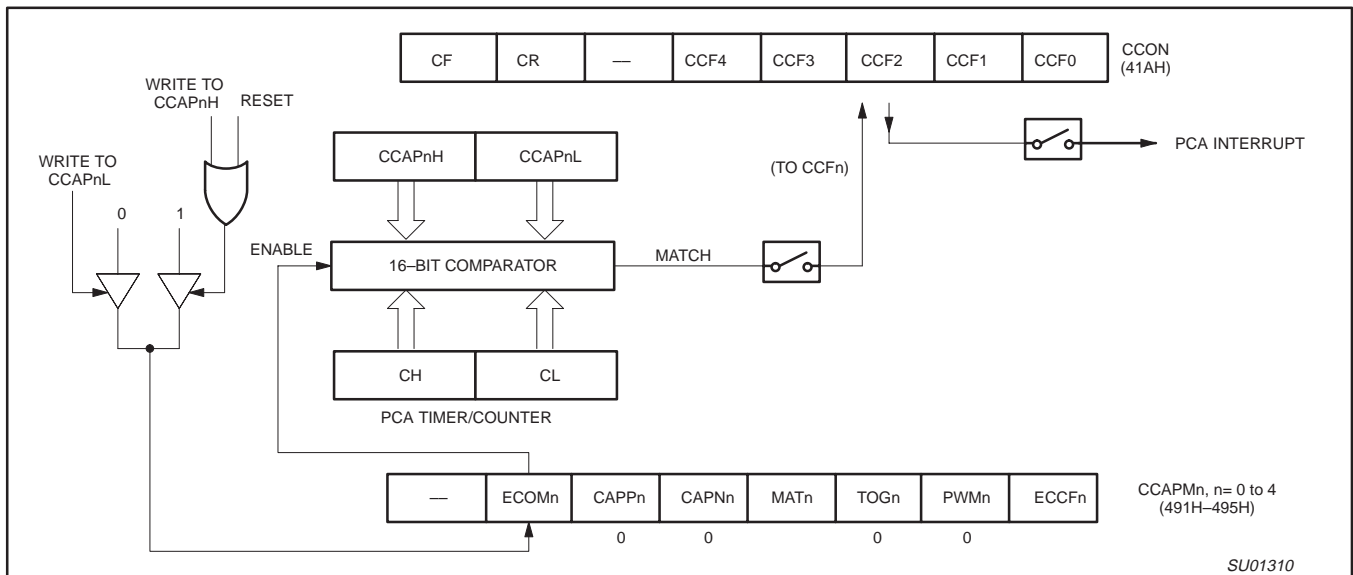 CF CR — CCF4 CCF3 CCF2 CCF1 CCF0
CCON
(41AH)
WRITE TO
CCAPnH
RESET
WRITE TO
CCAPnL
0 1
CCAPnH CCAPnL
(TO CCFn)
PCA INTERRUPT
ENABLE
16–BIT COMPARATOR
MATCH
CH CL
PCA TIMER/COUNTER
— ECOMn CAPPn CAPNn MATn TOGn PWMn ECCFn
CCAPMn, n= 0 to 4
(491H–495H)
0 0 0 0
SU01310